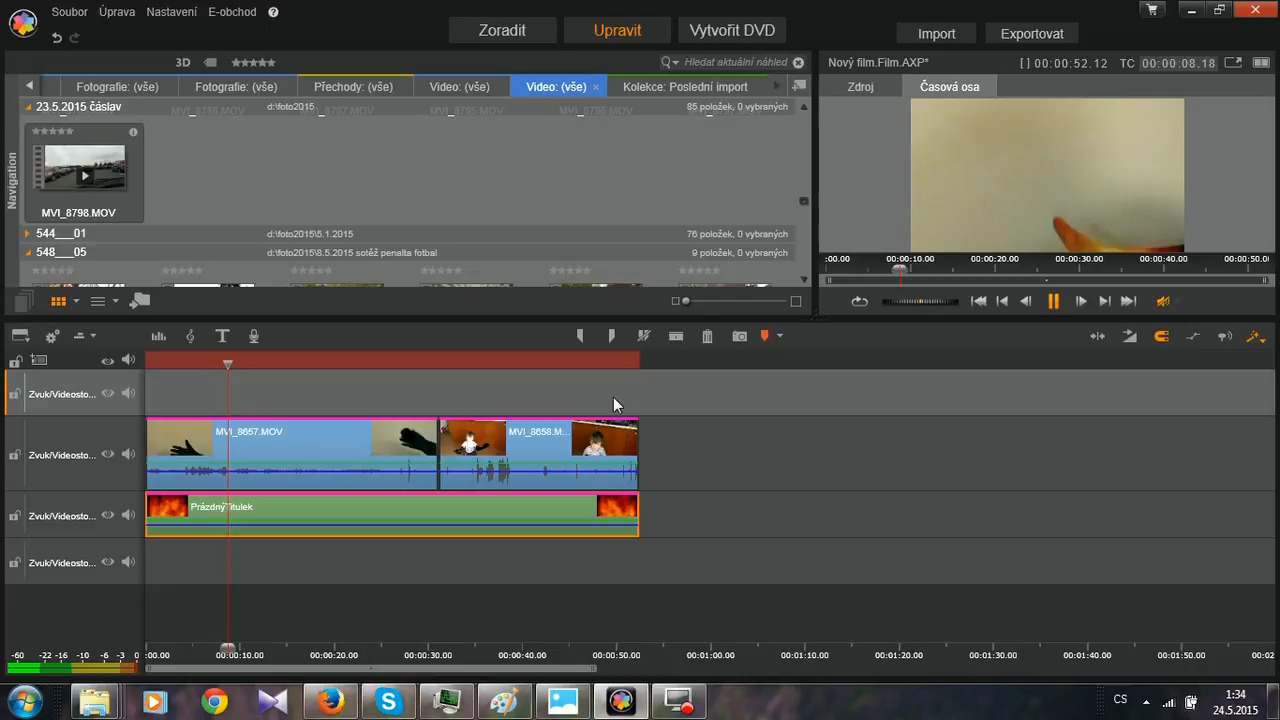 Soubor Úprava Nastavení E-obchod ?
Zoradit Upravit Vytvořit DVD Import Exportovat
3D Hledat aktuální náhled
Nový film.Film.AXP* [ ] 00:00:52.12 TC 00:00:08.18
Fotografie: (vše) Fotografie: (vše) Přechody: (vše) Video: (vše) Video: (vše) × Kolekce: Poslední import
Zdroj Časová osa
23.5.2015 čáslav d:\foto2015 85 položek, 0 vybraných
MVI_8786.MOV MVI_8787.MOV MVI_8795.MOV MVI_8796.MOV MVI_8797.MOV
Navigation
MVI_8798.MOV
544___01 d:\foto2015\5.1.2015 76 položek, 0 vybraných
548___05 d:\foto2015\8.5.2015 sotěž penalta fotbal 9 položek, 0 vybraných
:00.00 00:00:10.00 00:00:20.00 00:00:30.00 00:00:40.00 00:00:50.0
Zvuk/Videosto...
Zvuk/Videosto... MVI_8657.MOV MVI_8658.M...
Zvuk/Videosto... PrázdnýTitulek
Zvuk/Videosto...
-60 -22 -16 -10 -6 -3 0 :00.00 00:00:10.00 00:00:20.00 00:00:30.00 00:00:40.00 00:00:50.00 00:01:00.00 00:01:10.00 00:01:20.00 00:01:30.00 00:01:40.00 00:01:50.00 00:02
CS 1:34
24.5.2015